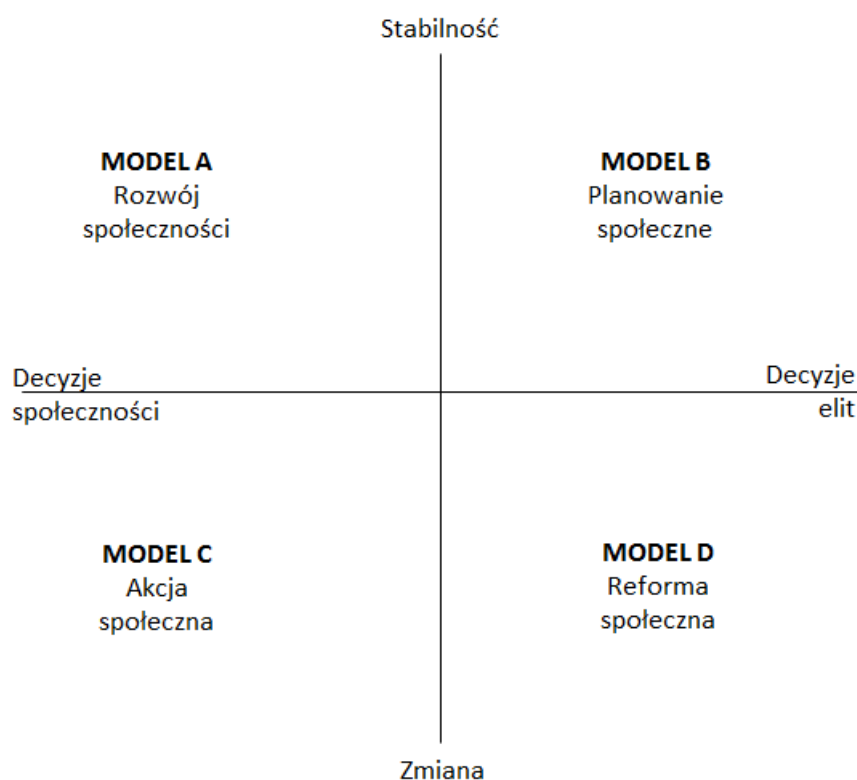 Stabilność
MODEL A
Rozwój
społeczności
MODEL B
Planowanie
społeczne
Decyzje
społeczności
Decyzje
elit
MODEL C
Akcja
społeczna
MODEL D
Reforma
społeczna
Zmiana